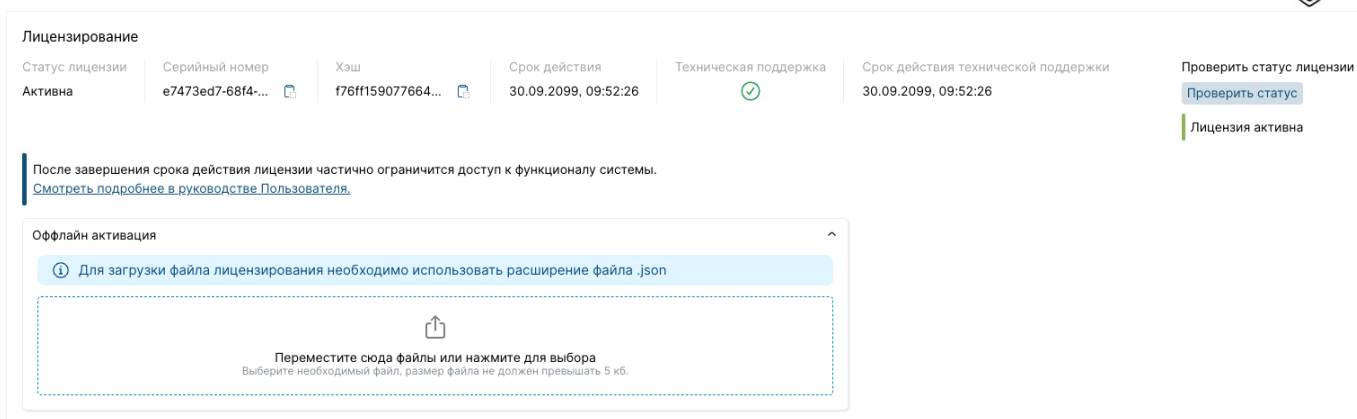 Лицензирование
Статус лицензии Серийный номер Хэш Срок действия Техническая поддержка Срок действия технической поддержки Проверить статус лицензии
Активна e7473ed7-68f4-... f76ff159077664... 30.09.2099, 09:52:26 30.09.2099, 09:52:26 Проверить статус
Лицензия активна
После завершения срока действия лицензии частично ограничится доступ к функционалу системы.
Смотреть подробнее в руководстве Пользователя.
Оффлайн активация
Для загрузки файла лицензирования необходимо использовать расширение файла .json
Переместите сюда файлы или нажмите для выбора
Выберите необходимый файл, размер файла не должен превышать 5 кб.